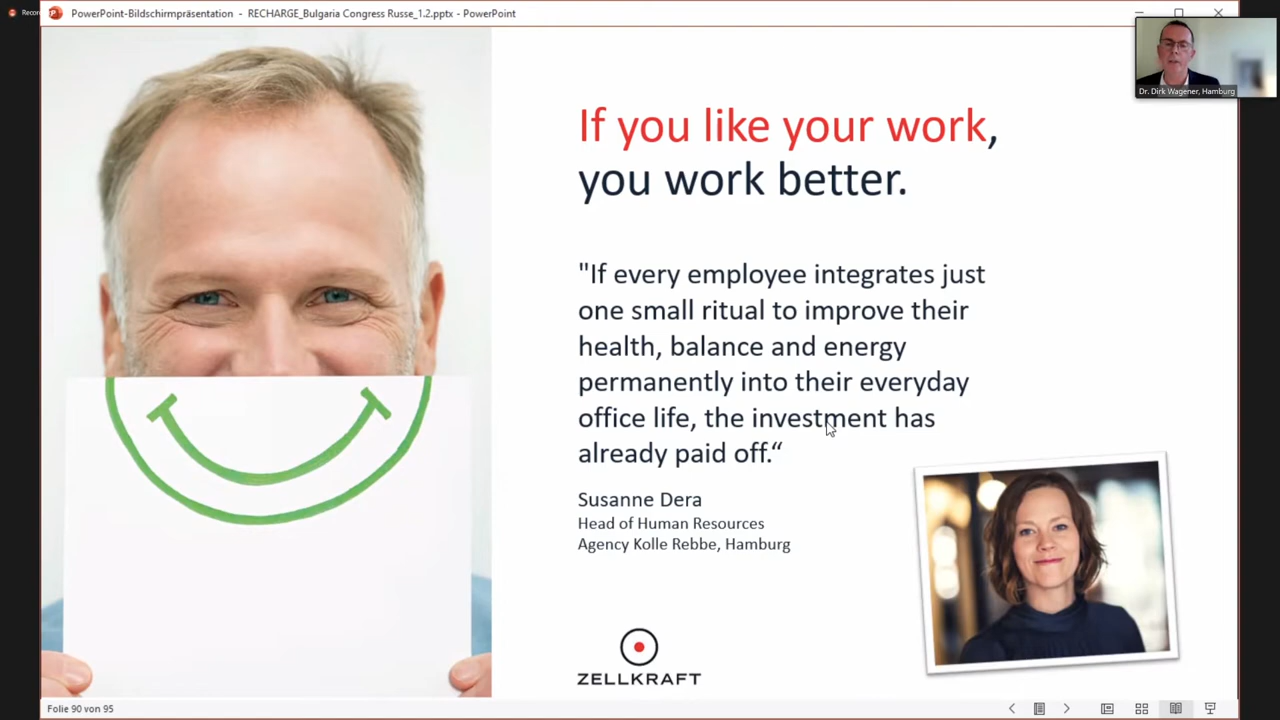 Recor
PowerPoint-Bildschirmpräsentation - RECHARGE_Bulgaria Congress Russe_1.2.pptx - PowerPoint
Dr. Dirk Wagener, Hamburg
If you like your work,
you work better.
"If every employee integrates just
one small ritual to improve their
health, balance and energy
permanently into their everyday
office life, the investment has
already paid off.“
Susanne Dera
Head of Human Resources
Agency Kolle Rebbe, Hamburg
ZELLKRAFT
Folie 90 von 95